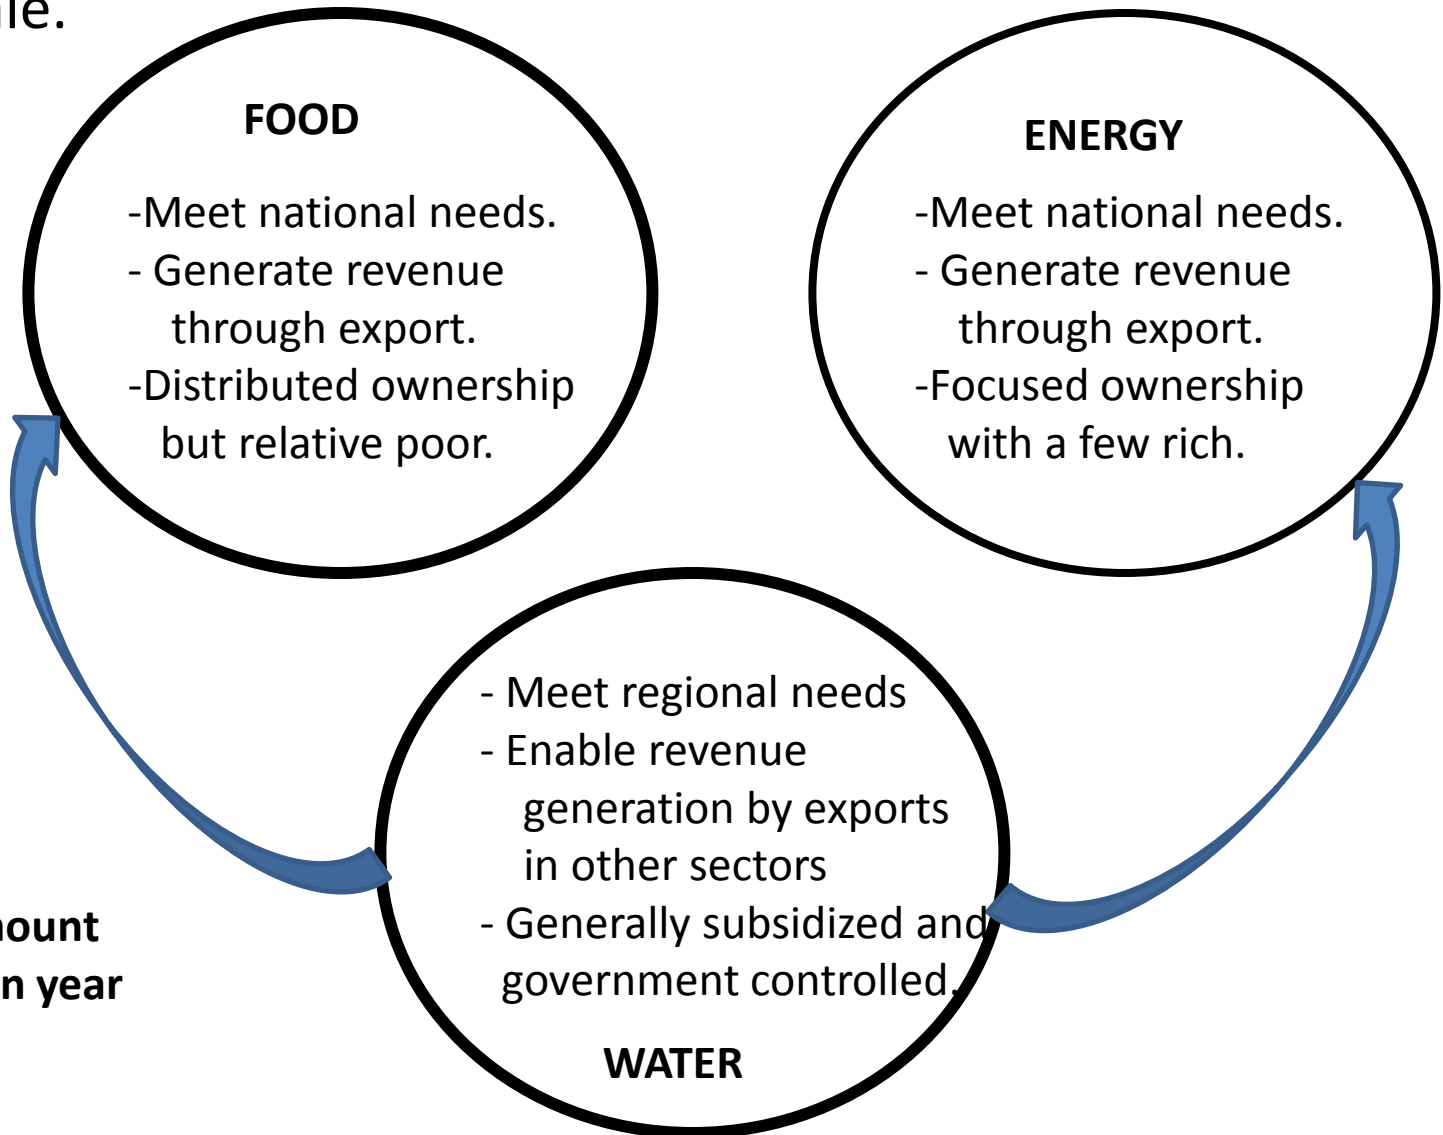 FOOD
-Meet national needs.
- Generate revenue
through export.
-Distributed ownership
but relative poor.
ENERGY
-Meet national needs.
- Generate revenue
through export.
-Focused ownership
with a few rich.
- Meet regional needs
- Enable revenue
generation by exports
in other sectors
- Generally subsidized and
government controlled.
WATER
year